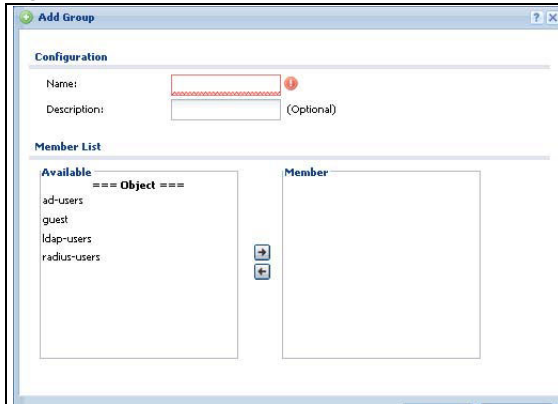 Add Group
Configuration
Name:
Description: (Optional)
Member List
Available Member
=== Object ===
ad-users
guest
ldap-users
radius-users